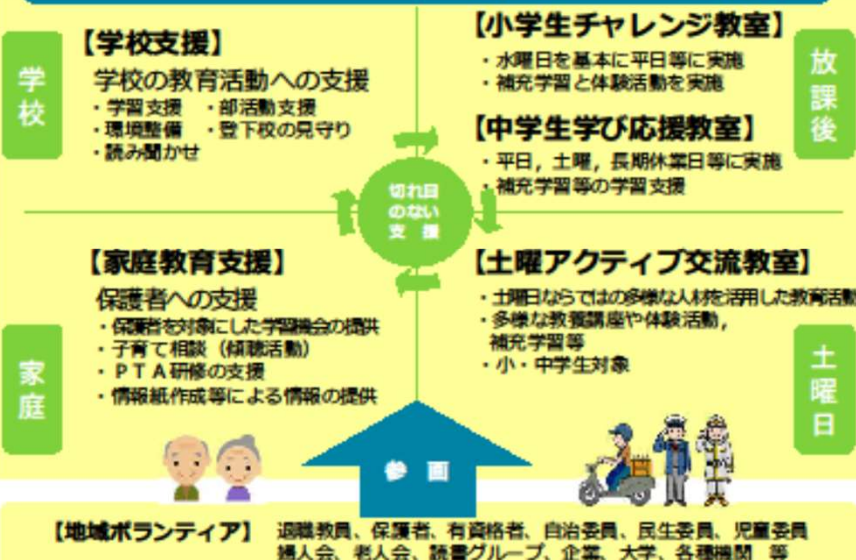 学校
【学校支援】
学校の教育活動への支援
・学習支援 ・部活動支援
・環境整備 ・登下校の見守り
・読み聞かせ
【小学生チャレンジ教室】
・水曜日を基本に平日等に実施
・補充学習と体験活動を実施
【中学生学び応援教室】
・平日，土曜，長期休業日等に実施
・補充学習等の学習支援
放課後
切れ目
のない
支 援
家庭
【家庭教育支援】
保護者への支援
・保護者を対象にした学習機会の提供
・子育て相談（傾聴活動）
・ＰＴＡ研修の支援
・情報紙作成等による情報の提供
【土曜アクティブ交流教室】
・土曜日ならではの多様な人材を活用した教育活動
・多様な教養講座や体験活動，
補充学習等
・小・中学生対象
土曜日
参 画
【地域ボランティア】 退職教員、保護者、有資格者、自治委員、民生委員、児童委員
婦人会、老人会、読書グループ、企業、大学、各種機関 等